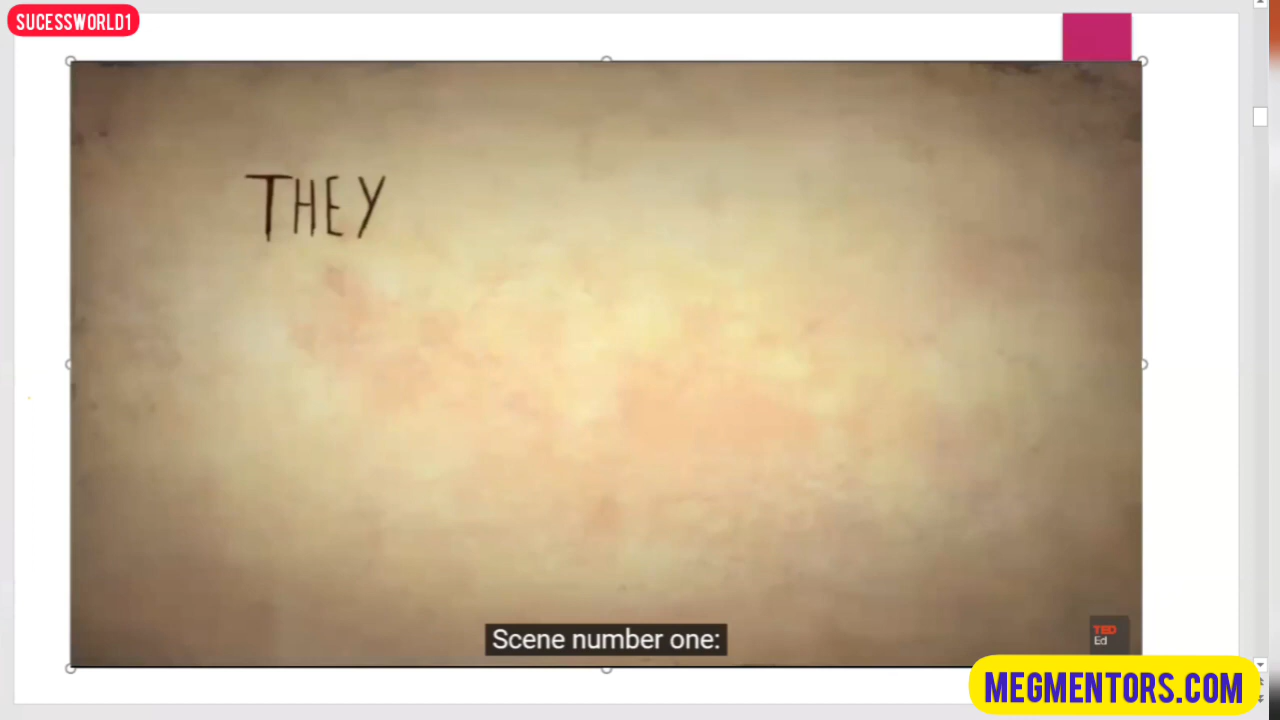 SUCESSWORLD1
THEY
Scene number one:
TED
Ed
MEGMENTORS.COM